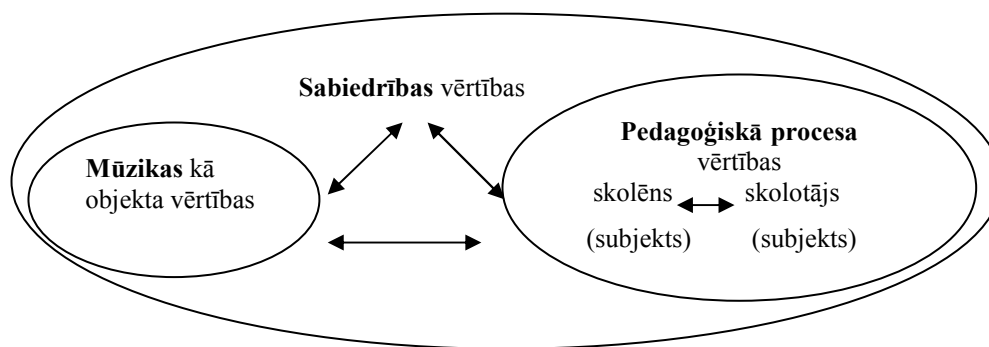 Sabiedrības vērtības
Mūzikas kā
objekta vērtības
Pedagoģiskā procesa
vērtības
skolēns skolotājs
(subjekts) (subjekts)